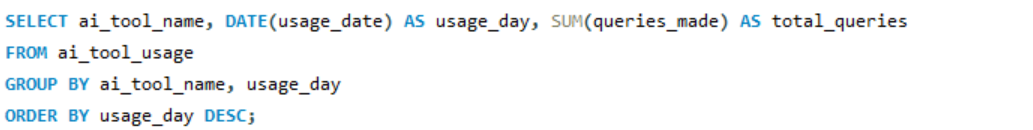 SELECT ai_tool_name, DATE(usage_date) AS usage_day, SUM(queries_made) AS total_queries
FROM ai_tool_usage
GROUP BY ai_tool_name, usage_day
ORDER BY usage_day DESC;